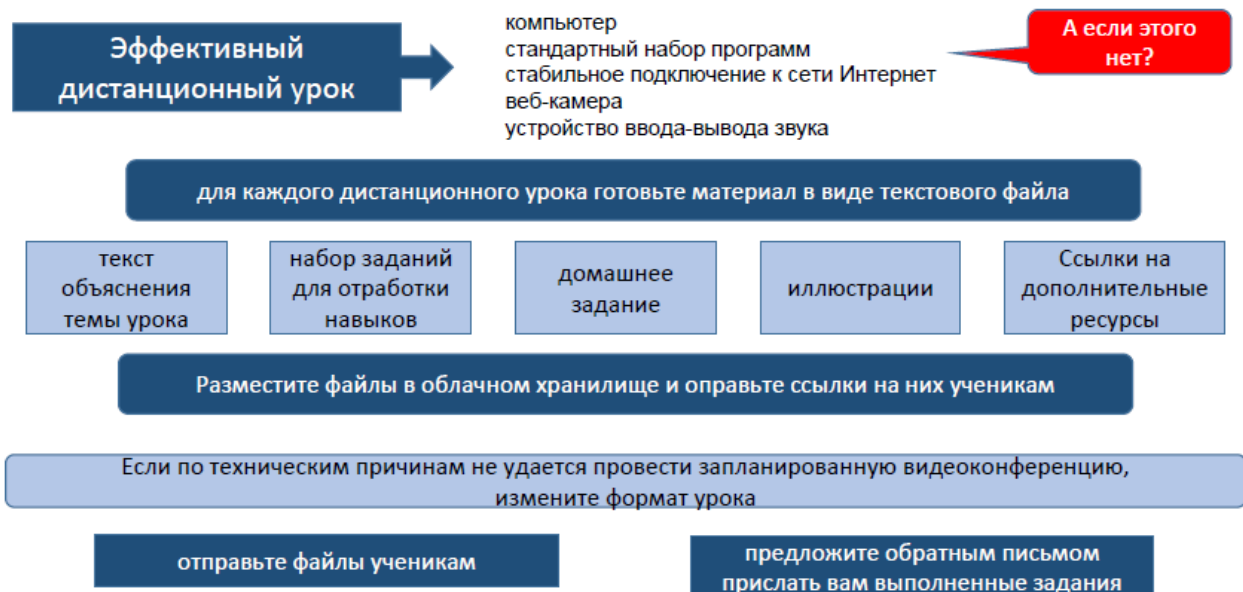 Эффективный
дистанционный урок
компьютер
стандартный набор программ
стабильное подключение к сети Интернет
веб-камера
устройство ввода-вывода звука
А если этого
нет?
для каждого дистанционного урока готовьте материал в виде текстового файла
текст
объяснения
темы урока
набор заданий
для отработки
навыков
домашнее
задание
иллюстрации
Ссылки на
дополнительные
ресурсы
Разместите файлы в облачном хранилище и оправьте ссылки на них ученикам
Если по техническим причинам не удается провести запланированную видеоконференцию,
измените формат урока
отправьте файлы ученикам
предложите обратным письмом
прислать вам выполненные задания